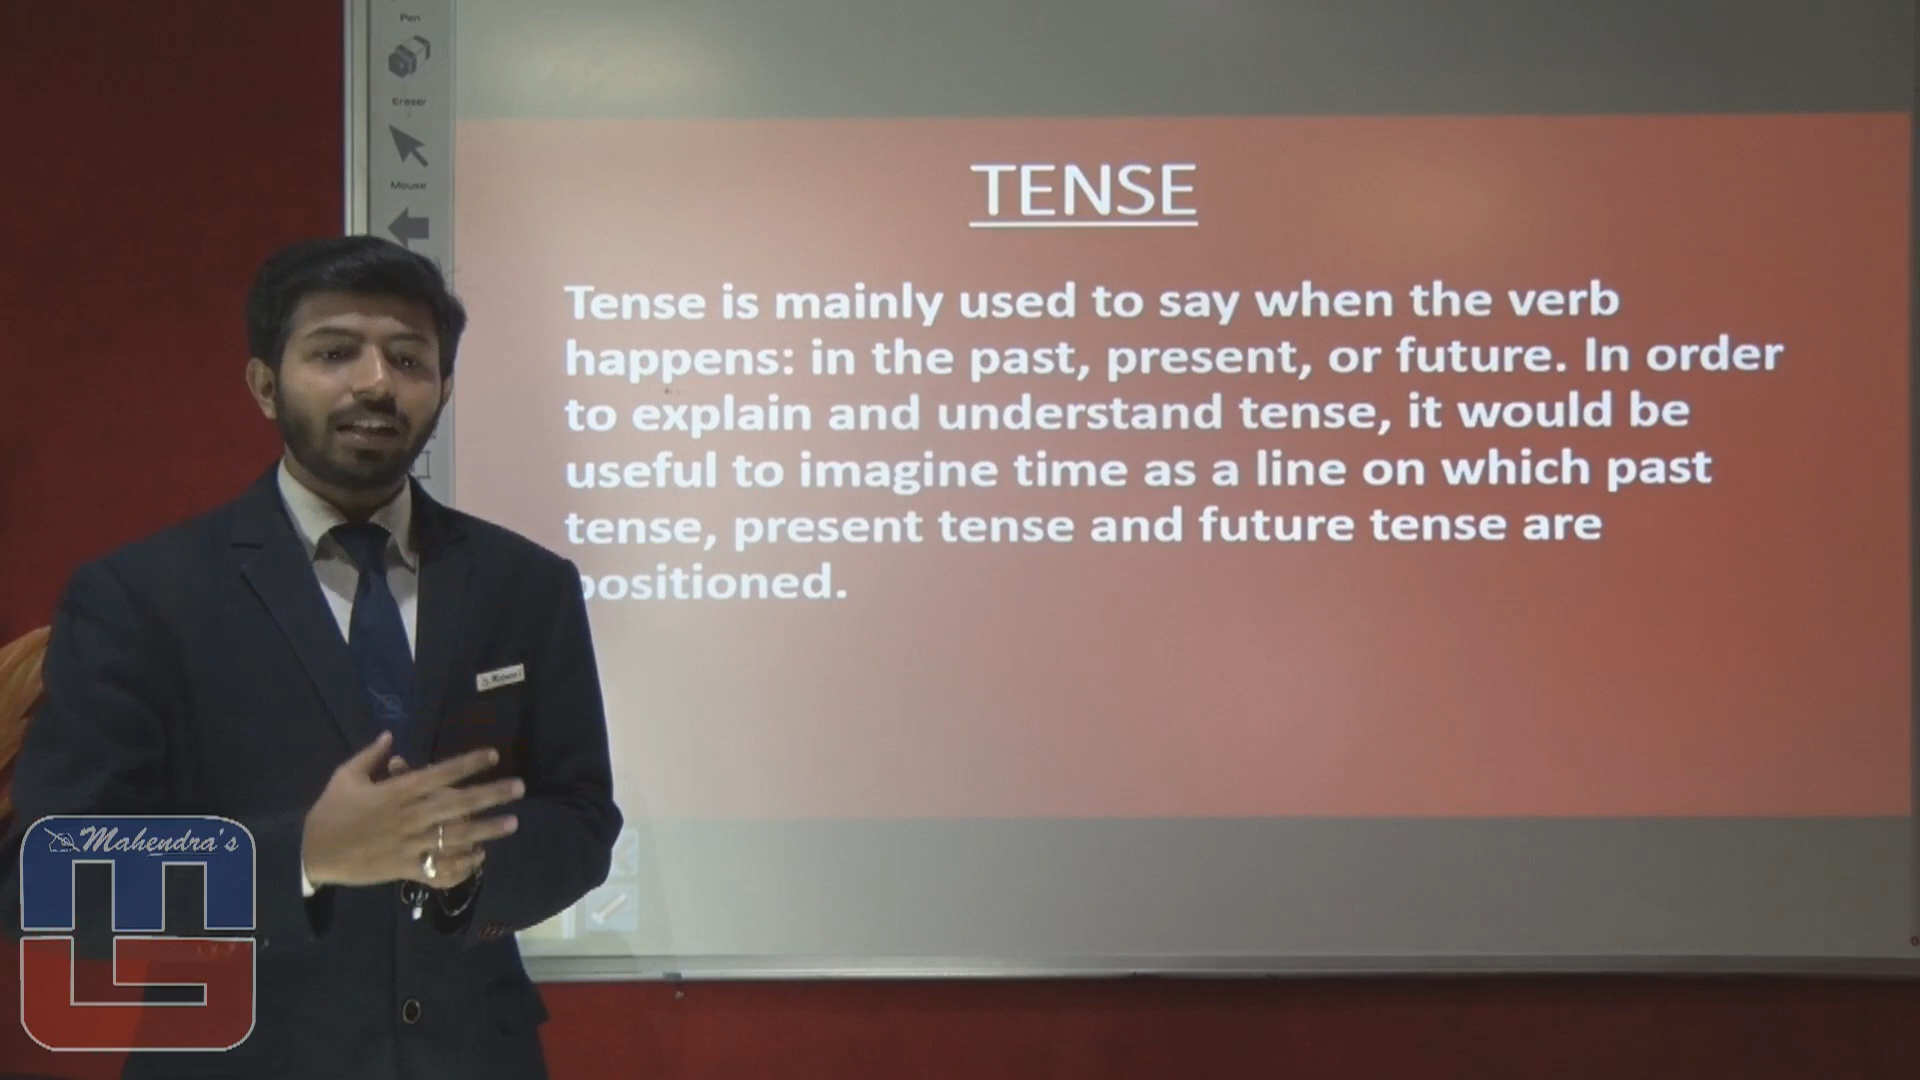 Pen
Eraser
Mouse
TENSE
Tense is mainly used to say when the verb
happens: in the past, present, or future. In order
to explain and understand tense, it would be
useful to imagine time as a line on which past
tense, present tense and future tense are
positioned.
Mahendra's